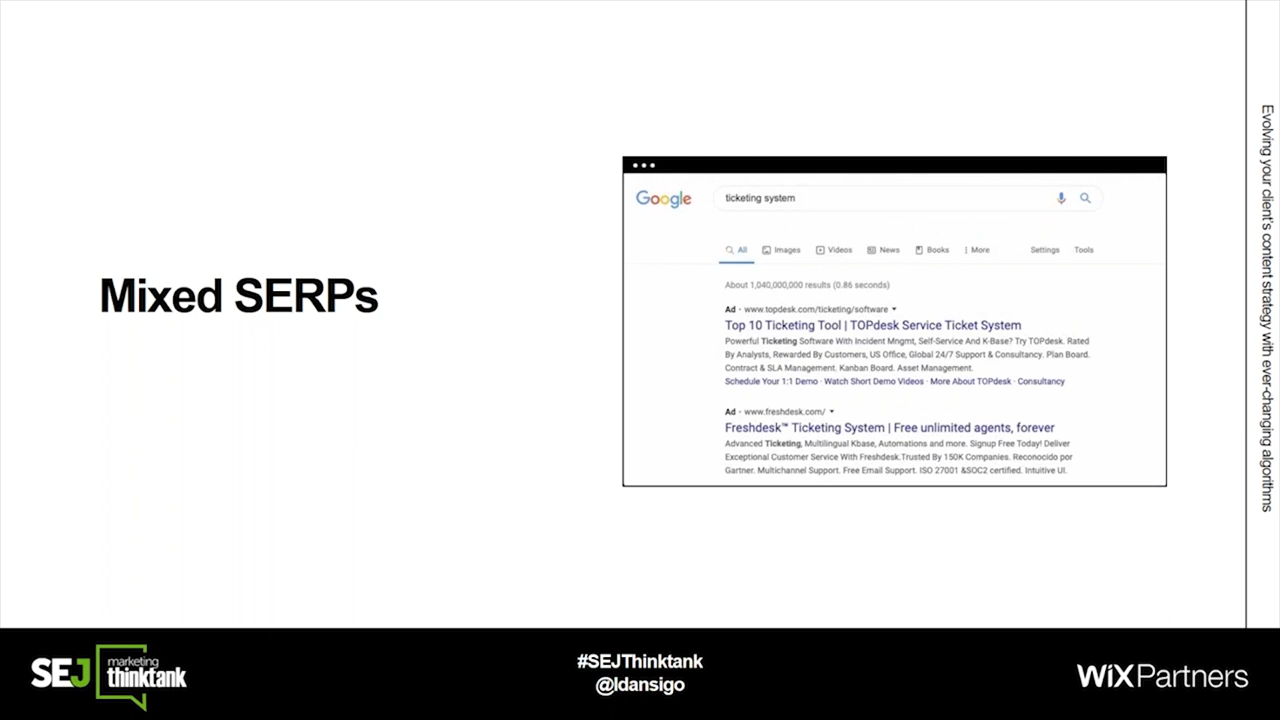 Mixed SERPs
Google
ticketing system
All Images Videos News Books More Settings Tools
About 1,040,000,000 results (0.86 seconds)
Ad · www.topdesk.com/ticketing/software
Top 10 Ticketing Tool | TOPdesk Service Ticket System
Powerful Ticketing Software With Incident Mngmt, Self-Service And K-Base? Try TOPdesk. Rated
By Analysts, Rewarded By Customers, US Office, Global 24/7 Support & Consultancy. Plan Board.
Contract & SLA Management. Kanban Board. Asset Management.
Schedule Your 1:1 Demo · Watch Short Demo Videos · More About TOPdesk · Consultancy
Ad · www.freshdesk.com/
Freshdesk™ Ticketing System | Free unlimited agents, forever
Advanced Ticketing, Multilingual Kbase, Automations and more. Signup Free Today! Deliver
Exceptional Customer Service With Freshdesk.Trusted By 150K Companies. Reconocido por
Gartner. Multichannel Support. Free Email Support. ISO 27001 &SOC2 certified. Intuitive UI.
Evolving your client's content strategy with ever-changing algorithms
SEJ marketing
thinktank
#SEJThinktank
@Idansigo
WiXPartners